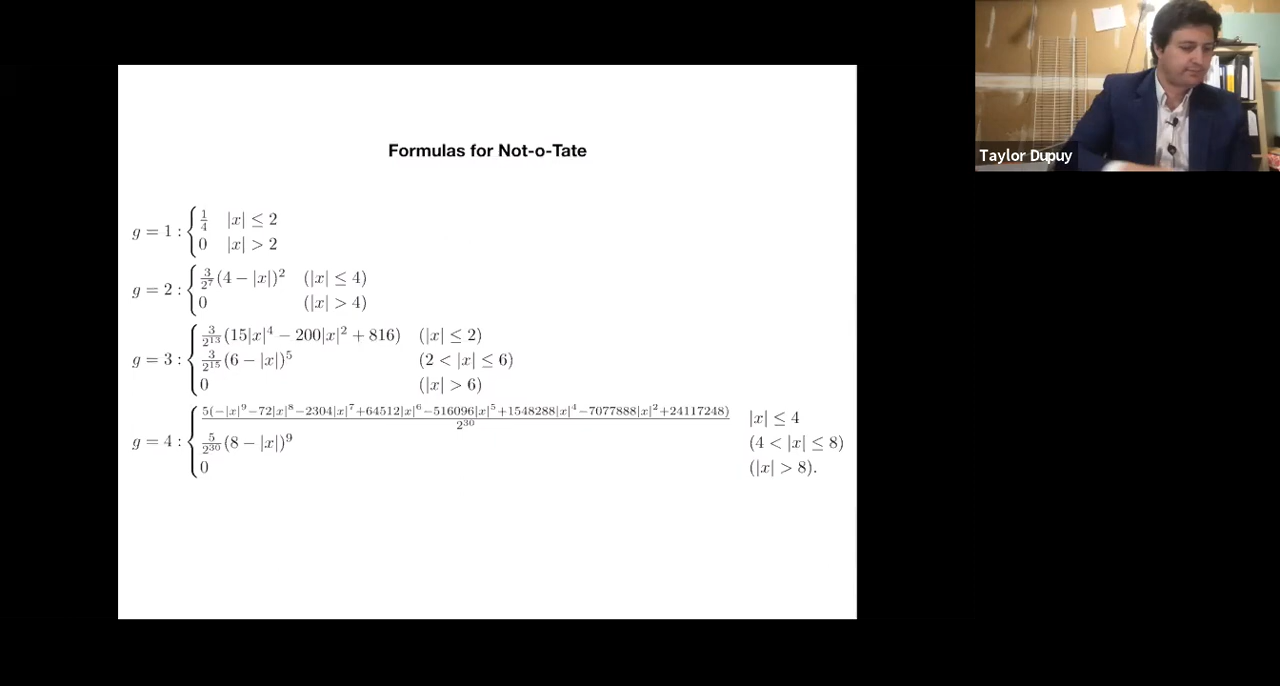 Taylor Dupuy
Formulas for Not-o-Tate
g = 1 : { 1/4 |x| ≤ 2
0 |x| > 2
g = 2 : { 3/2^7 (4 − |x|)^2 (|x| ≤ 4)
0 (|x| > 4)
g = 3 : { 3/2^13 (15|x|^4 − 200|x|^2 + 816) (|x| ≤ 2)
3/2^15 (6 − |x|)^5 (2 < |x| ≤ 6)
0 (|x| > 6)
g = 4 : { 5(−|x|^9−72|x|^8−2304|x|^7+64512|x|^6−516096|x|^5+1548288|x|^4−7077888|x|^2+24117248)/2^30 |x| ≤ 4
5/2^30 (8 − |x|)^9 (4 < |x| ≤ 8)
0 (|x| > 8).